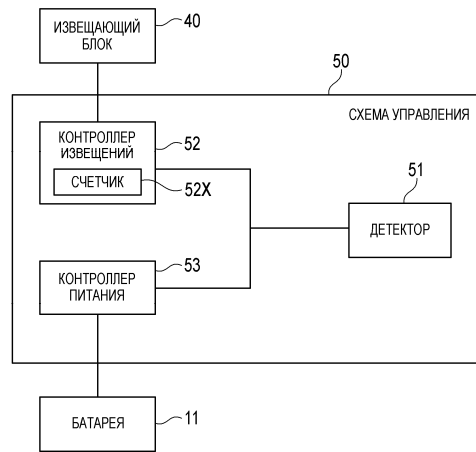 ИЗВЕЩАЮЩИЙ
БЛОК
40
50
СХЕМА УПРАВЛЕНИЯ
КОНТРОЛЛЕР
ИЗВЕЩЕНИЙ
52
СЧЕТЧИК
52X
51
ДЕТЕКТОР
КОНТРОЛЛЕР
ПИТАНИЯ
53
БАТАРЕЯ
11